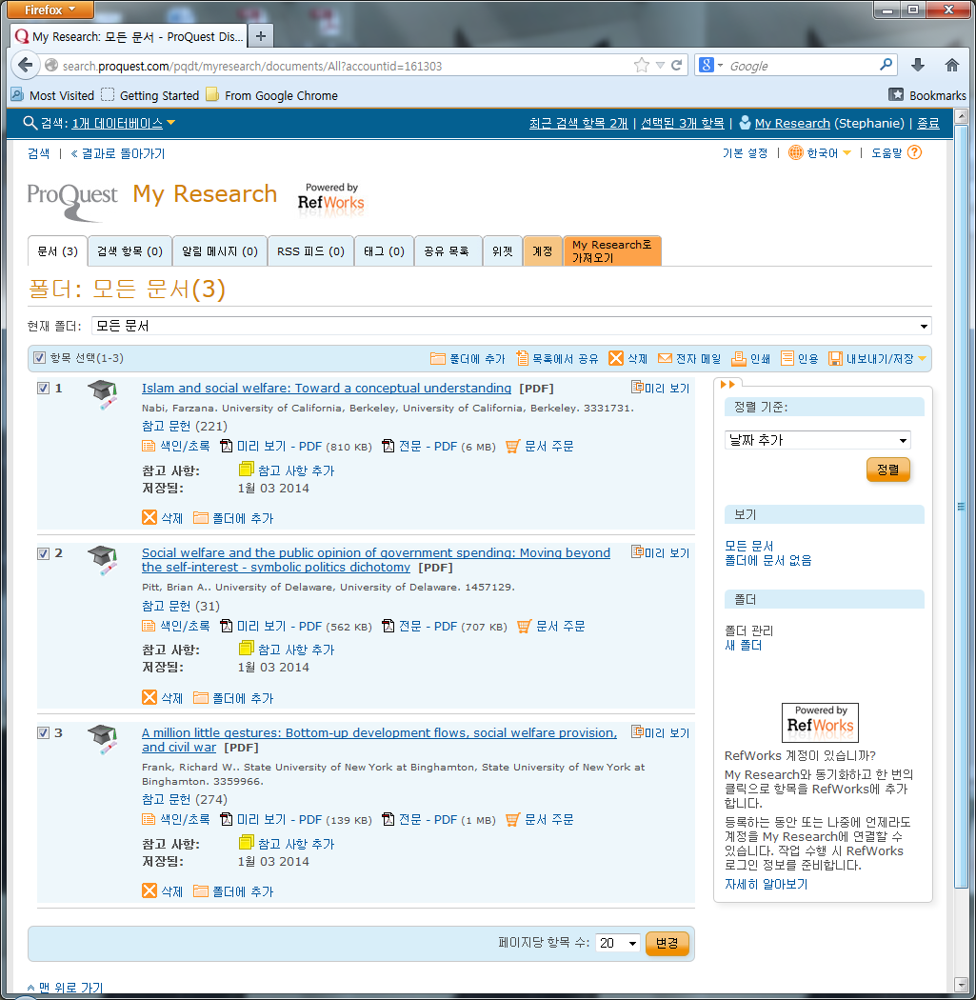 Firefox
My Research: 모든 문서 - ProQuest Dis...
search.proquest.com/pqdt/myresearch/documents/All?accountid=161303
Google
Most Visited Getting Started From Google Chrome Bookmarks
검색: 1개 데이터베이스
최근 검색 항목 2개 | 선택된 3개 항목 | My Research (Stephanie) | 종료
검색 | « 결과로 돌아가기
기본 설정 | 한국어 | 도움말 ?
ProQuest My Research Powered by RefWorks
문서 (3) 검색 항목 (0) 알림 메시지 (0) RSS 피드 (0) 태그 (0) 공유 목록 위젯 계정 My Research로 가져오기
폴더: 모든 문서(3)
현재 폴더: 모든 문서
항목 선택(1-3) 폴더에 추가 목록에서 공유 삭제 전자 메일 인쇄 인용 내보내기/저장
1 Islam and social welfare: Toward a conceptual understanding [PDF] 미리 보기
Nabi, Farzana. University of California, Berkeley, University of California, Berkeley. 3331731.
참고 문헌 (221)
색인/초록 미리 보기 - PDF (810 KB) 전문 - PDF (6 MB) 문서 주문
참고 사항: 참고 사항 추가
저장됨: 1월 03 2014
삭제 폴더에 추가
2 Social welfare and the public opinion of government spending: Moving beyond 미리 보기
the self-interest - symbolic politics dichotomy [PDF]
Pitt, Brian A.. University of Delaware, University of Delaware. 1457129.
참고 문헌 (31)
색인/초록 미리 보기 - PDF (562 KB) 전문 - PDF (707 KB) 문서 주문
참고 사항: 참고 사항 추가
저장됨: 1월 03 2014
삭제 폴더에 추가
3 A million little gestures: Bottom-up development flows, social welfare provision, 미리 보기
and civil war [PDF]
Frank, Richard W.. State University of New York at Binghamton, State University of New York at
Binghamton. 3359966.
참고 문헌 (274)
색인/초록 미리 보기 - PDF (139 KB) 전문 - PDF (1 MB) 문서 주문
참고 사항: 참고 사항 추가
저장됨: 1월 03 2014
삭제 폴더에 추가
정렬 기준:
날짜 추가
정렬
보기
모든 문서
폴더에 문서 없음
폴더
폴더 관리
새 폴더
Powered by
RefWorks
RefWorks 계정이 있습니까?
My Research와 동기화하고 한 번의
클릭으로 항목을 RefWorks에 추가
합니다.
등록하는 동안 또는 나중에 언제라도
계정을 My Research에 연결할 수
있습니다. 작업 수행 시 RefWorks
로그인 정보를 준비합니다.
자세히 알아보기
페이지당 항목 수: 20 변경
맨 위로 가기